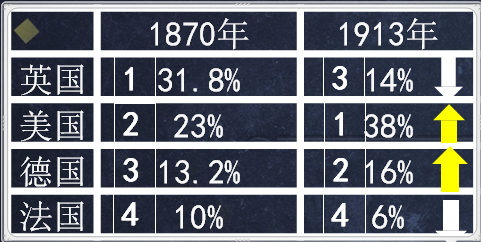 1870年 1913年
英国 1 31.8% 3 14%
美国 2 23% 1 38%
德国 3 13.2% 2 16%
法国 4 10% 4 6%